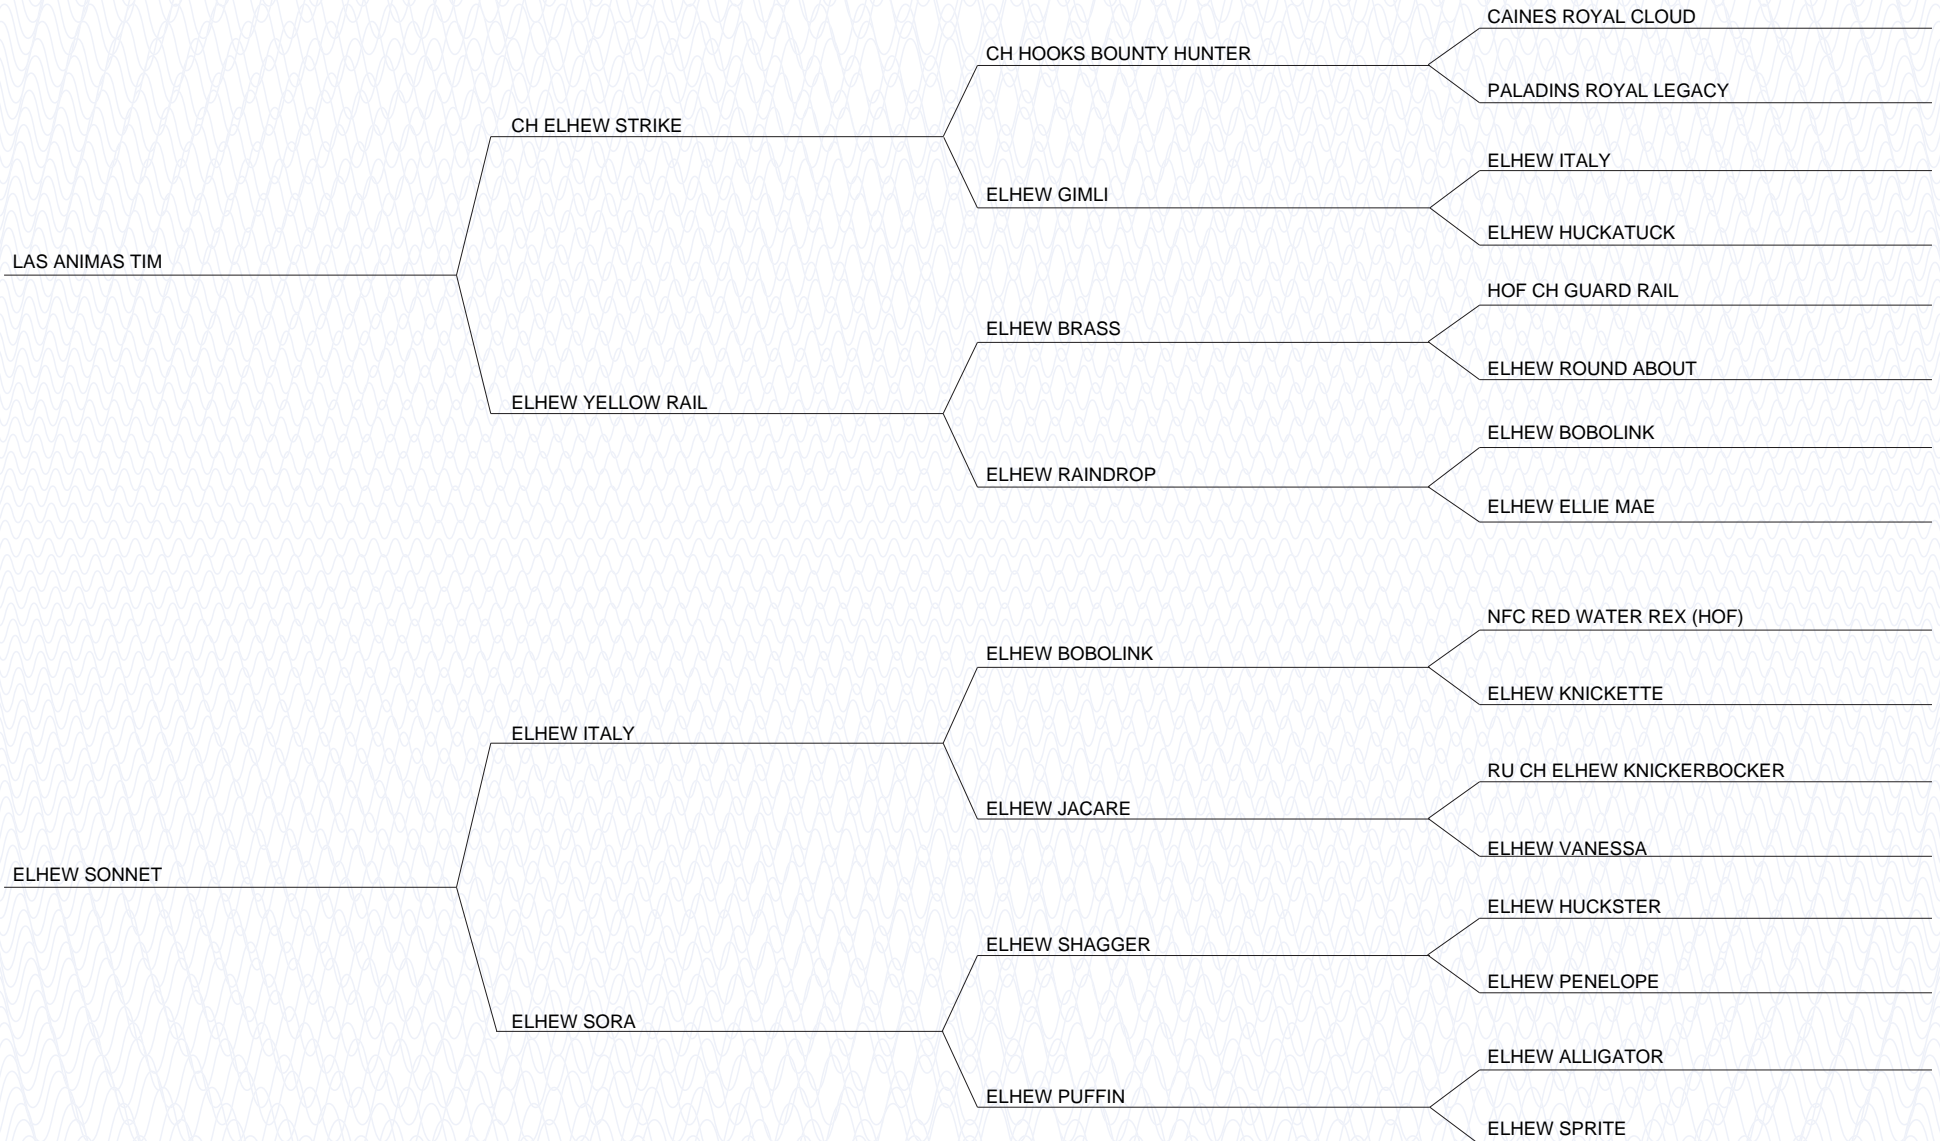 CAINES ROYAL CLOUD
CH HOOKS BOUNTY HUNTER
PALADINS ROYAL LEGACY
CH ELHEW STRIKE
ELHEW ITALY
ELHEW GIMLI
ELHEW HUCKATUCK
LAS ANIMAS TIM
HOF CH GUARD RAIL
ELHEW BRASS
ELHEW ROUND ABOUT
ELHEW YELLOW RAIL
ELHEW BOBOLINK
ELHEW RAINDROP
ELHEW ELLIE MAE
NFC RED WATER REX (HOF)
ELHEW BOBOLINK
ELHEW KNICKETTE
ELHEW ITALY
RU CH ELHEW KNICKERBOCKER
ELHEW JACARE
ELHEW VANESSA
ELHEW SONNET
ELHEW HUCKSTER
ELHEW SHAGGER
ELHEW PENELOPE
ELHEW SORA
ELHEW ALLIGATOR
ELHEW PUFFIN
ELHEW SPRITE